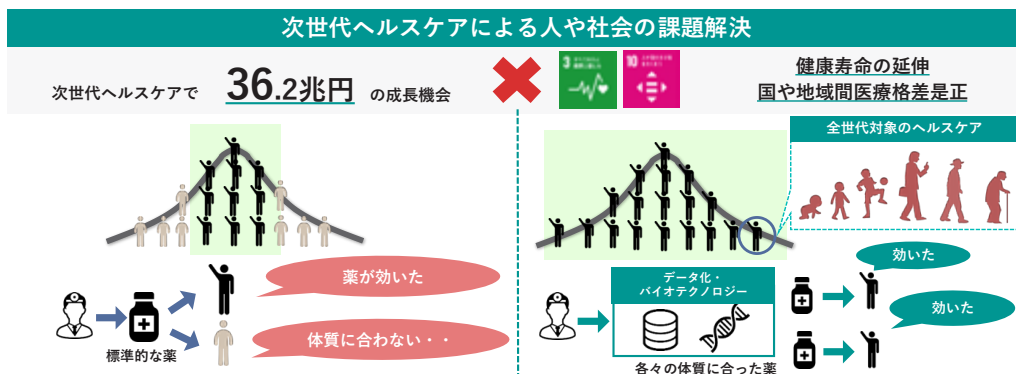 次世代ヘルスケアによる人や社会の課題解決
次世代ヘルスケアで 36.2兆円 の成長機会
3
10
健康寿命の延伸
国や地域間医療格差是正
全世代対象のヘルスケア
薬が効いた
体質に合わない・・
標準的な薬
データ化・
バイオテクノロジー
各々の体質に合った薬
効いた
効いた